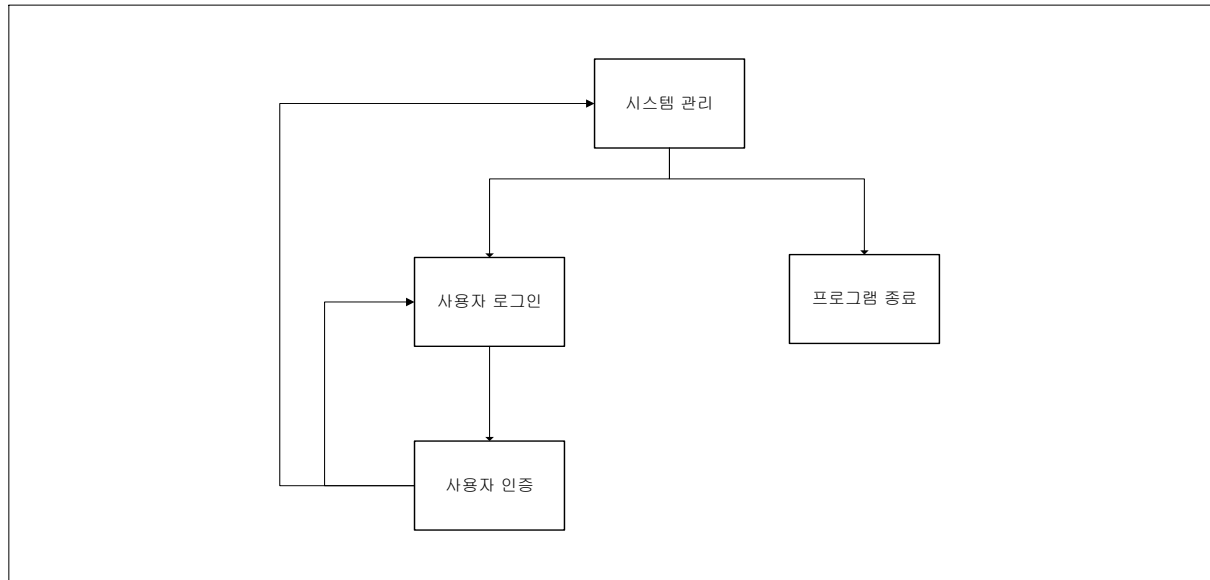 시스템 관리
사용자 로그인
프로그램 종료
사용자 인증